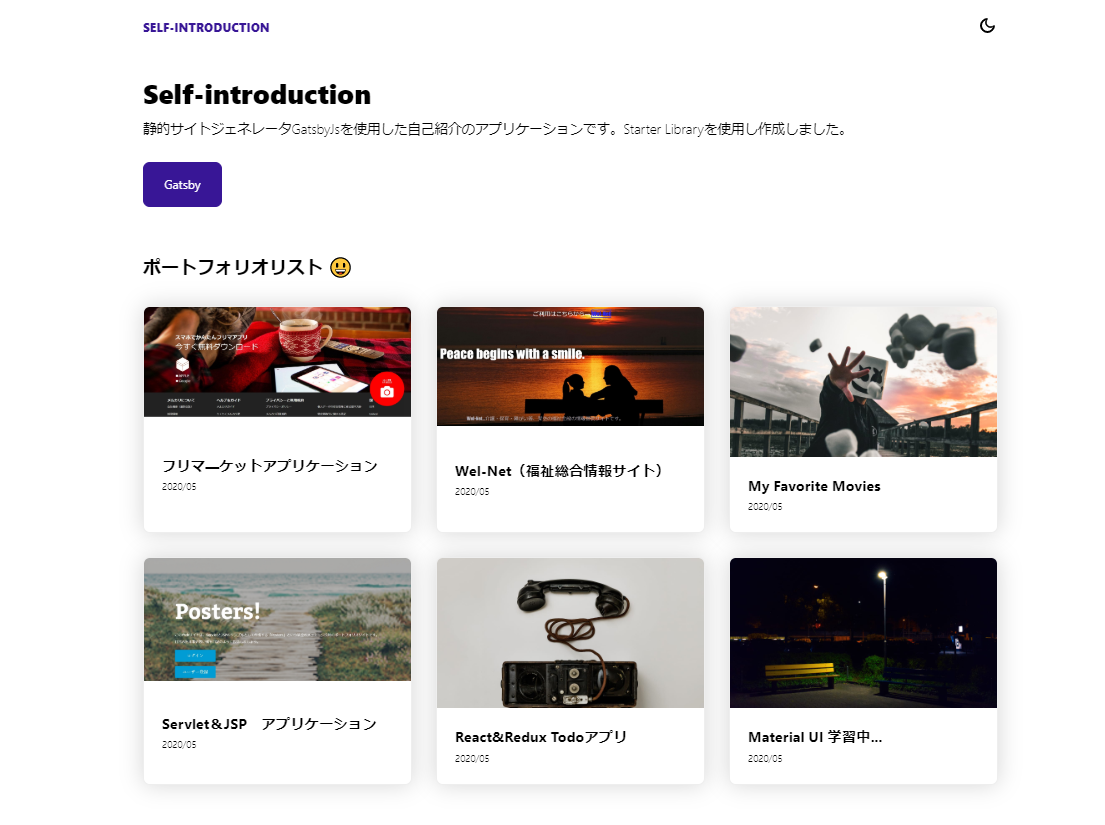 SELF-INTRODUCTION
Self-introduction
静的サイトジェネレータGatsbyJsを使用した自己紹介のアプリケーションです。Starter Libraryを使用し作成しました。
Gatsby
ポートフォリオリスト 😃
スマホでかんたんフリマアプリ
今すぐ無料ダウンロード
フリマーケットアプリケーション
2020/05
ご利用はこちらから。
Peace begins with a smile.
Wel-Net（福祉総合情報サイト）
2020/05
My Favorite Movies
2020/05
Posters!
ログイン
ユーザー登録
Servlet&JSP　アプリケーション
2020/05
React&Redux Todoアプリ
2020/05
Material UI 学習中...
2020/05